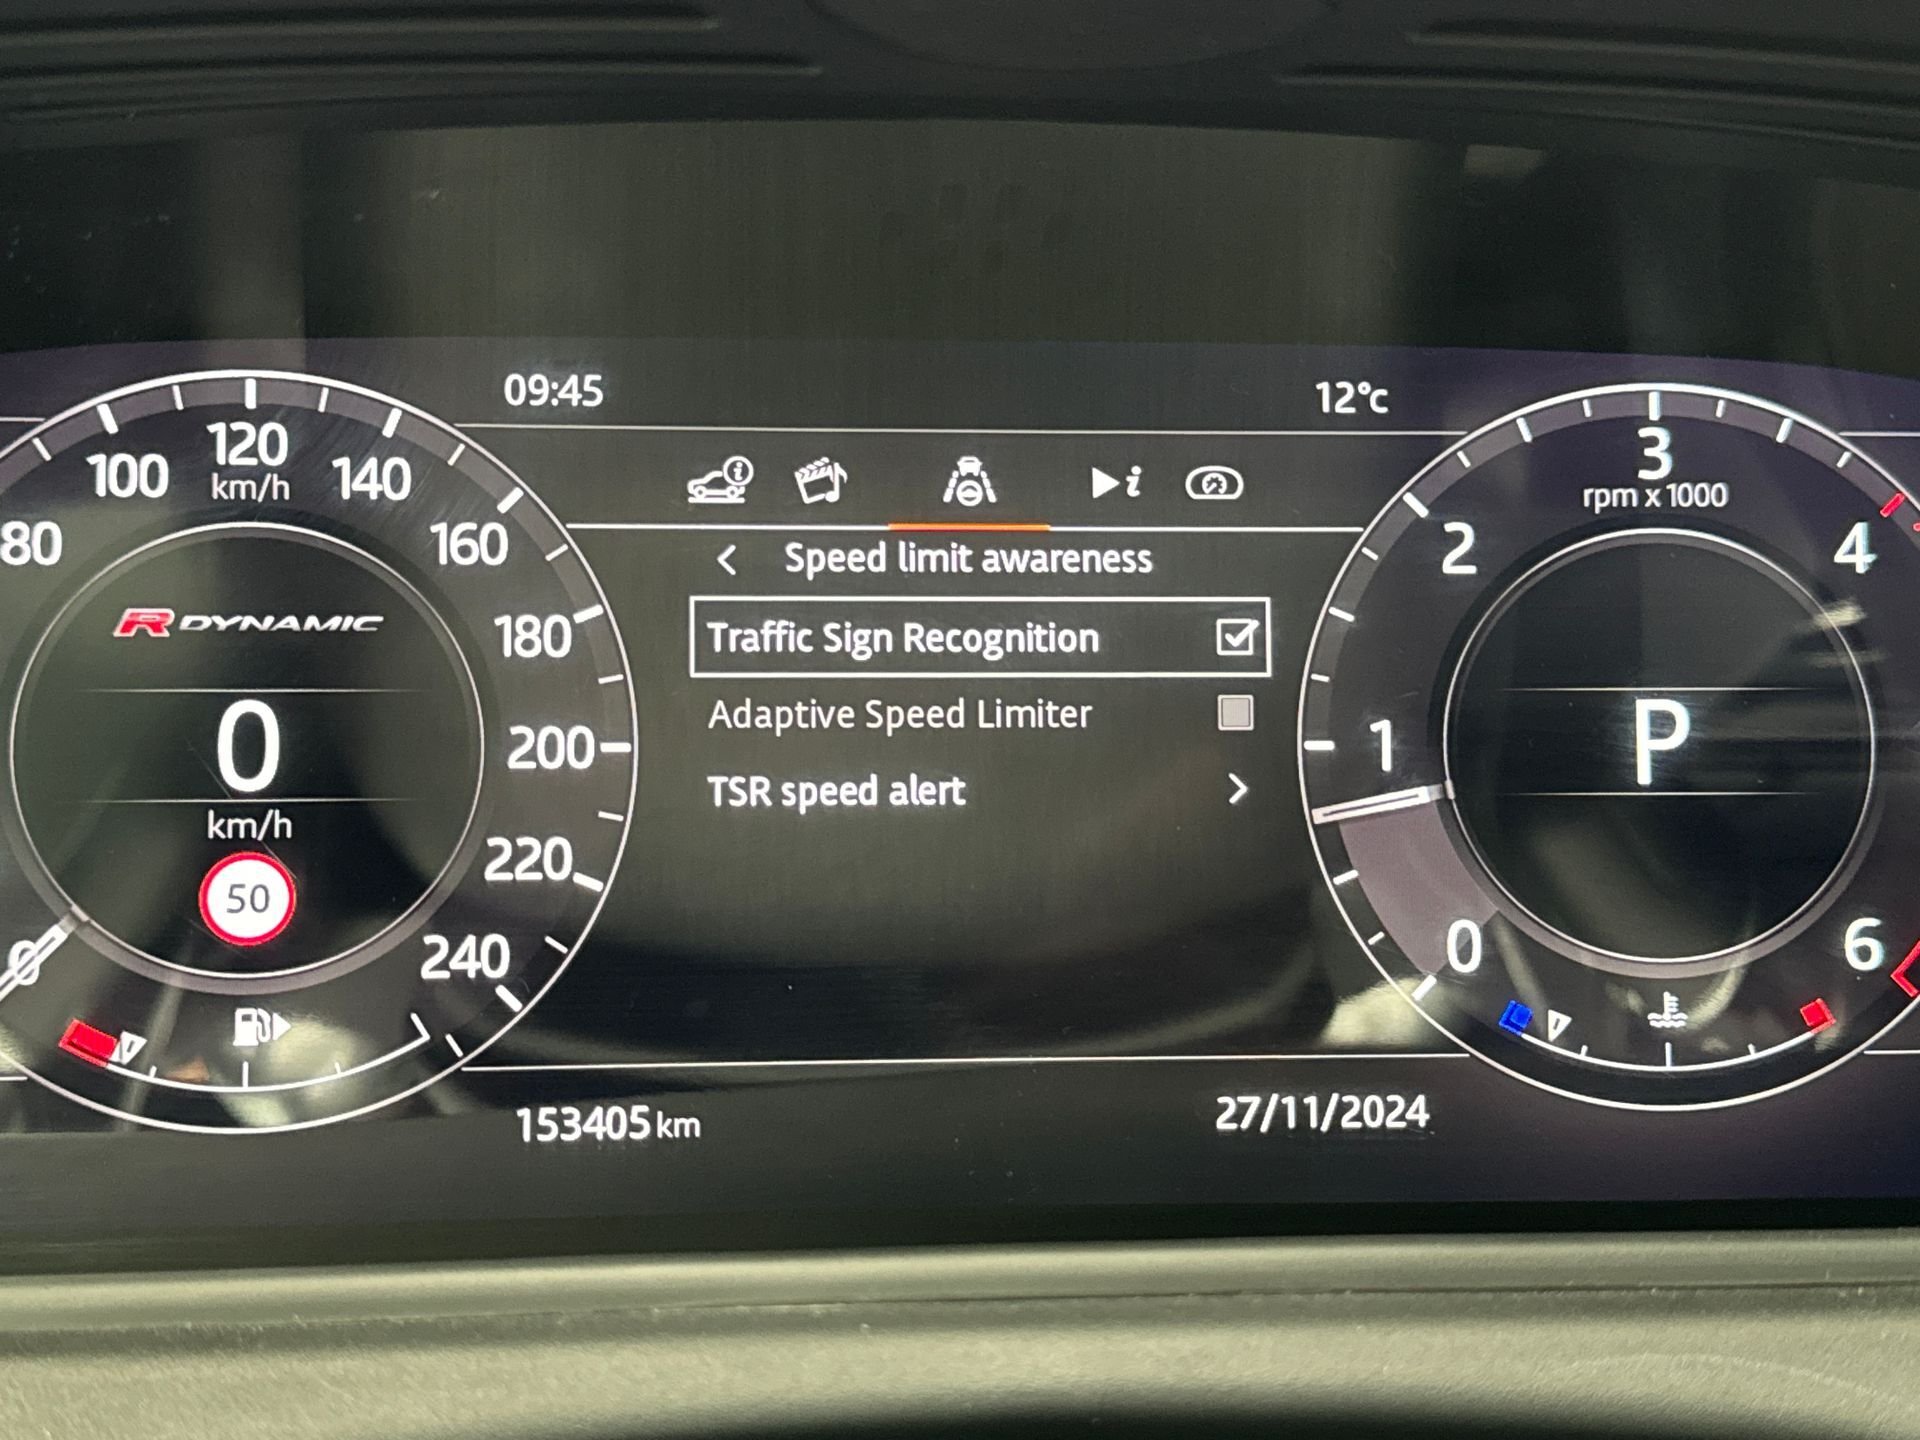 09:45
12°c
80
100
120
km/h
140
160
180
200
220
240
0
R DYNAMIC
0
km/h
50
i
i
Speed limit awareness
Traffic Sign Recognition
Adaptive Speed Limiter
TSR speed alert
3
rpm x 1000
2
4
1
0
6
P
153405 km
27/11/2024